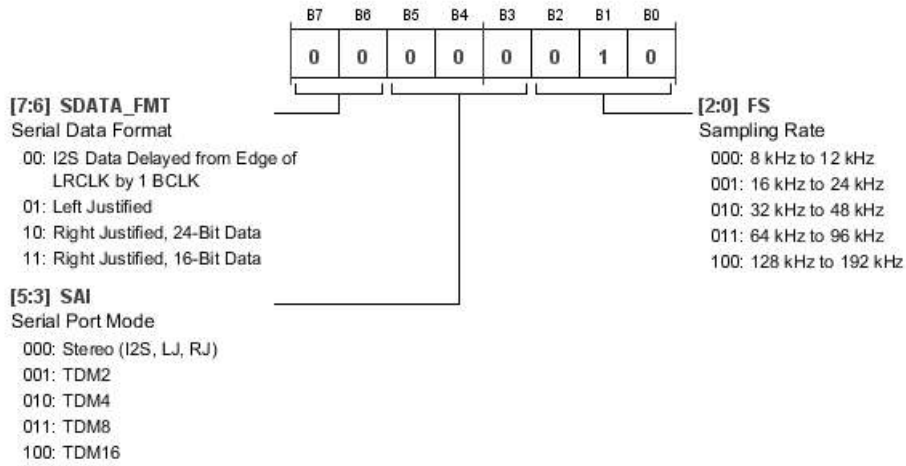 B7 B6 B5 B4 B3 B2 B1 B0
0 0 0 0 0 0 1 0
[7:6] SDATA_FMT
Serial Data Format
00: I2S Data Delayed from Edge of
LRCLK by 1 BCLK
01: Left Justified
10: Right Justified, 24-Bit Data
11: Right Justified, 16-Bit Data
[5:3] SAI
Serial Port Mode
000: Stereo (I2S, LJ, RJ)
001: TDM2
010: TDM4
011: TDM8
100: TDM16
[2:0] FS
Sampling Rate
000: 8 kHz to 12 kHz
001: 16 kHz to 24 kHz
010: 32 kHz to 48 kHz
011: 64 kHz to 96 kHz
100: 128 kHz to 192 kHz